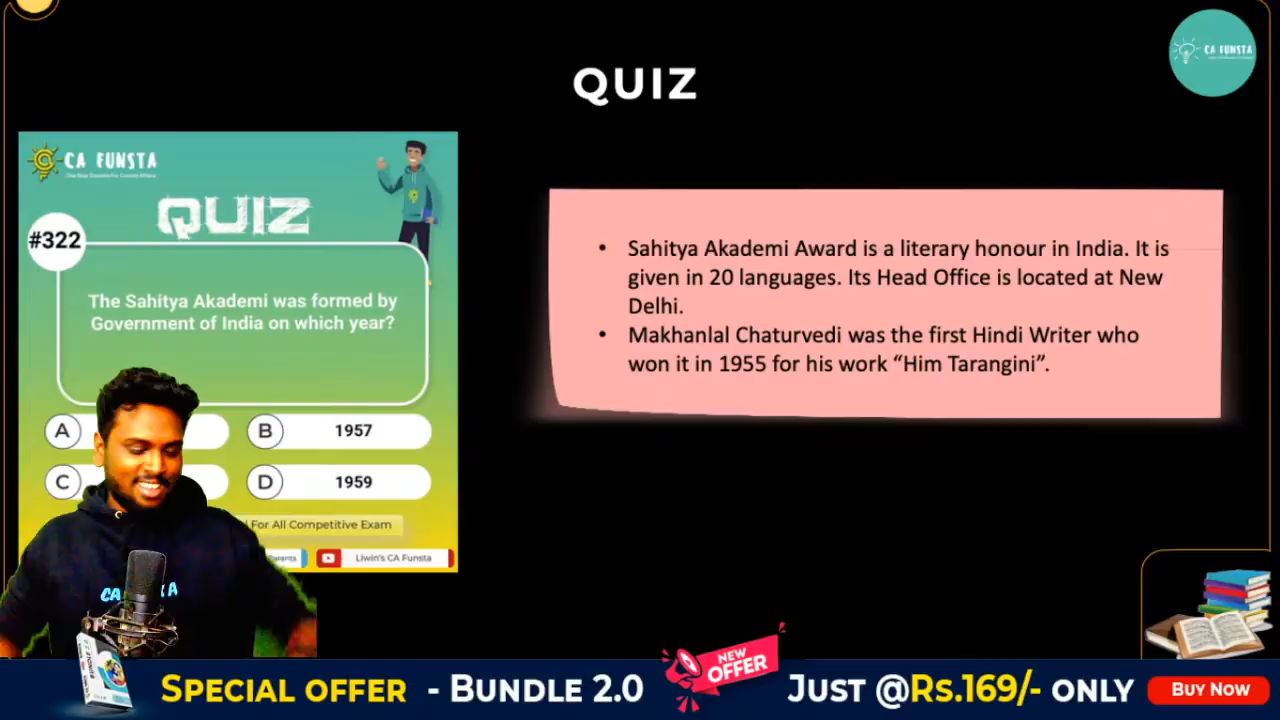 QUIZ
CA FUNSTA
CA FUNSTA
QUIZ
#322
The Sahitya Akademi was formed by
Government of India on which year?
A
B 1957
C
D 1959
For All Competitive Exam
Liwin's CA Funsta
• Sahitya Akademi Award is a literary honour in India. It is
given in 20 languages. Its Head Office is located at New
Delhi.
• Makhanlal Chaturvedi was the first Hindi Writer who
won it in 1955 for his work “Him Tarangini”.
CA
A
NEW
OFFER
SPECIAL OFFER - BUNDLE 2.0
JUST @Rs.169/- ONLY
Buy Now